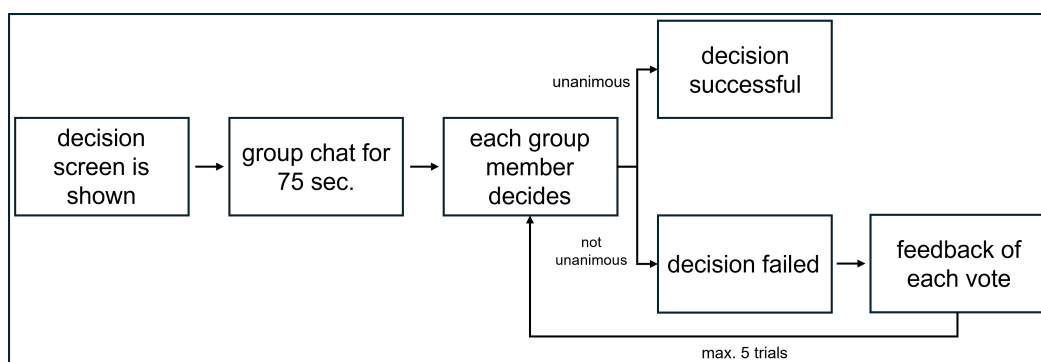 decision
screen is
shown
group chat for
75 sec.
each group
member
decides
unanimous
decision
successful
not
unanimous
decision failed
feedback of
each vote
max. 5 trials